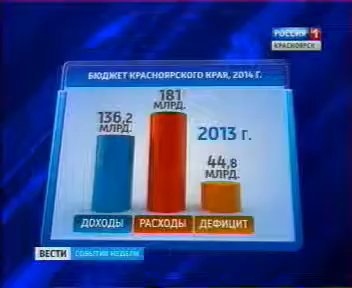 РОССИЯ 1
КРАСНОЯРСК
БЮДЖЕТ КРАСНОЯРСКОГО КРАЯ, 2014 Г.
181
МЛРД.
136,2
МЛРД.
2013 г.
44,8
МЛРД.
ДОХОДЫ РАСХОДЫ ДЕФИЦИТ
ВЕСТИ СОБЫТИЯ НЕДЕЛИ